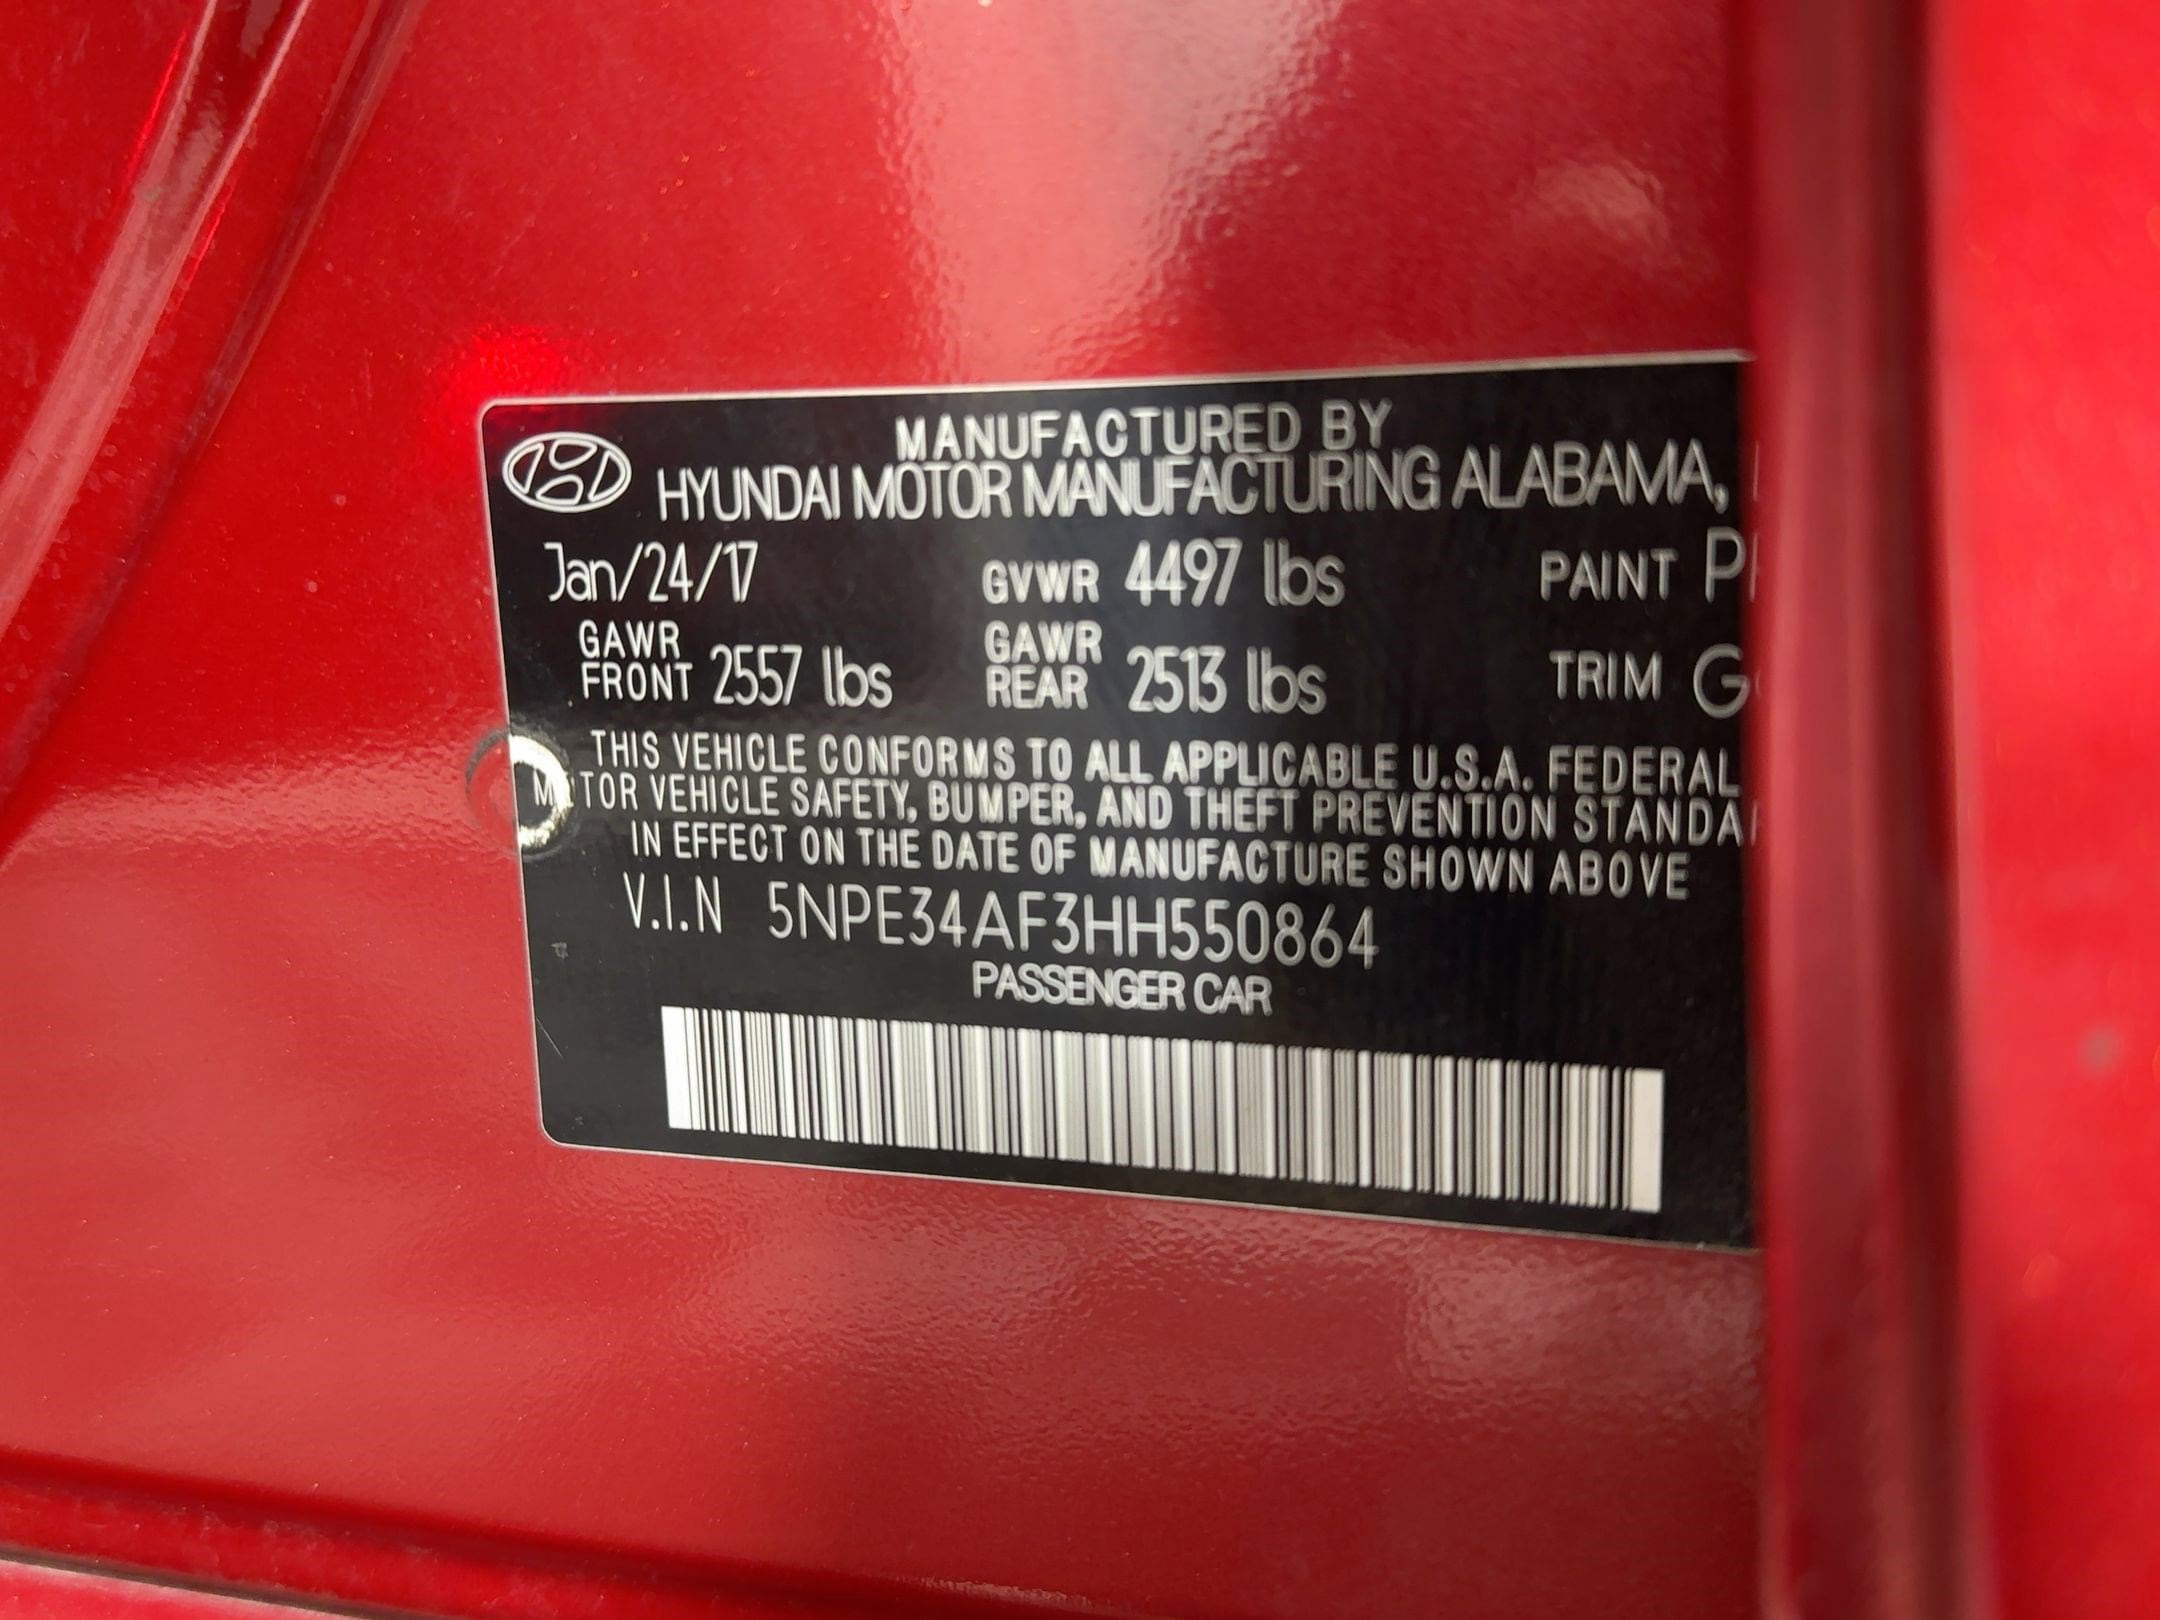 MANUFACTURED BY
HYUNDAI MOTOR MANUFACTURING ALABAMA,
Jan/24/17 GVWR 4497 lbs PAINT
GAWR FRONT 2557 lbs GAWR REAR 2513 lbs TRIM
THIS VEHICLE CONFORMS TO ALL APPLICABLE U.S.A. FEDERAL
TOR VEHICLE SAFETY, BUMPER, AND THEFT PREVENTION STANDA
IN EFFECT ON THE DATE OF MANUFACTURE SHOWN ABOVE
V.I.N 5NPE34AF3HH550864
PASSENGER CAR